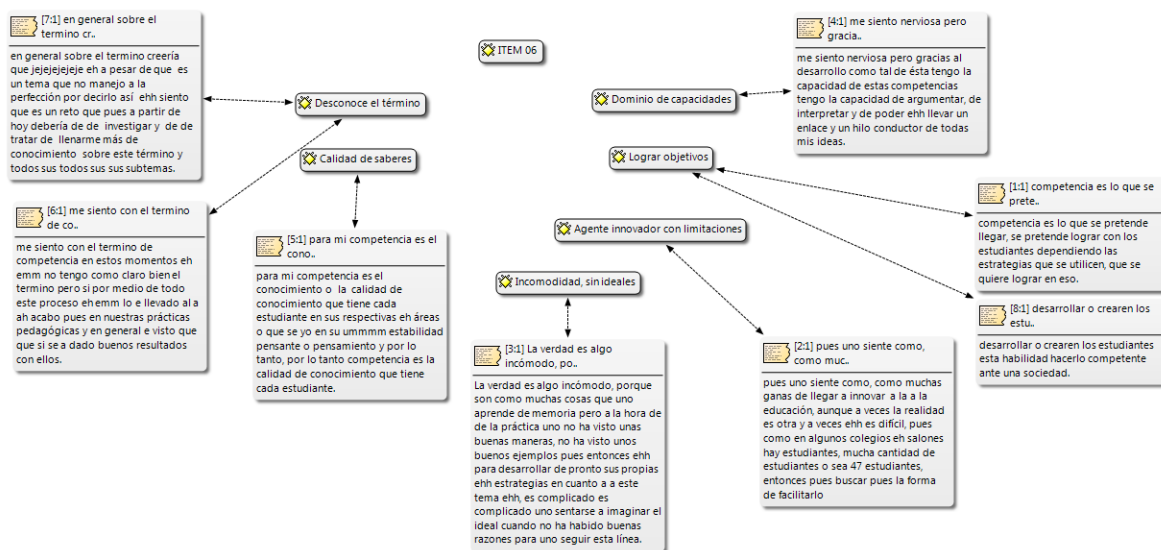 [7:1] en general sobre el
termino cr..
en general sobre el termino creería
que jejejejejeje eh a pesar de que es
un tema que no manejo a la
perfección por decirlo así ehh siento
que es un reto que pues a partir de
hoy debería de de investigar y de de
tratar de llenarme más de
conocimiento sobre este término y
todos sus todos sus sus subtemas.
ITEM 06
[4:1] me siento nerviosa pero
gracia..
me siento nerviosa pero gracias al
desarrollo como tal de ésta tengo la
capacidad de estas competencias
tengo la capacidad de argumentar, de
interpretar y de poder ehh llevar un
enlace y un hilo conductor de todas
mis ideas.
Desconoce el término
Dominio de capacidades
Calidad de saberes
Lograr objetivos
[6:1] me siento con el termino
de co..
me siento con el termino de
competencia en estos momentos eh
emm no tengo como claro bien el
termino pero si por medio de todo
este proceso eh emm lo e llevado al a
ah acabo pues en nuestras prácticas
pedagógicas y en general e visto que
que si se a dado buenos resultados
con ellos.
[5:1] para mi competencia es el
cono..
para mi competencia es el
conocimiento o la calidad de
conocimiento que tiene cada
estudiante en sus respectivas eh áreas
o que se yo en su ummmm estabilidad
pensante o pensamiento y por lo
tanto, por lo tanto competencia es la
calidad de conocimiento que tiene
cada estudiante.
Agente innovador con limitaciones
Incomodidad, sin ideales
[1:1] competencia es lo que se
prete..
competencia es lo que se pretende
llegar, se pretende lograr con los
estudiantes dependiendo las
estrategias que se utilicen, que se
quiere lograr en eso.
[8:1] desarrollar o crearen los
estu..
desarrollar o crearen los estudiantes
esta habilidad hacerlo competente
ante una sociedad.
[3:1] La verdad es algo
incómodo, po..
La verdad es algo incómodo, porque
son como muchas cosas que uno
aprende de memoria pero a la hora de
de la práctica uno no ha visto unas
buenas maneras, no ha visto unos
buenos ejemplos pues entonces ehh
para desarrollar de pronto sus propias
ehh estrategias en cuanto a a este
tema ehh, es complicado es
complicado uno sentarse a imaginar el
ideal cuando no ha habido buenas
razones para uno seguir esta línea.
[2:1] pues uno siente como,
como muc..
pues uno siente como, como muchas
ganas de llegar a innovar a la a la
educación, aunque a veces la realidad
es otra y a veces ehh es difícil, pues
como en algunos colegios eh salones
hay estudiantes, mucha cantidad de
estudiantes o sea 47 estudiantes,
entonces pues buscar pues la forma
de facilitarlo